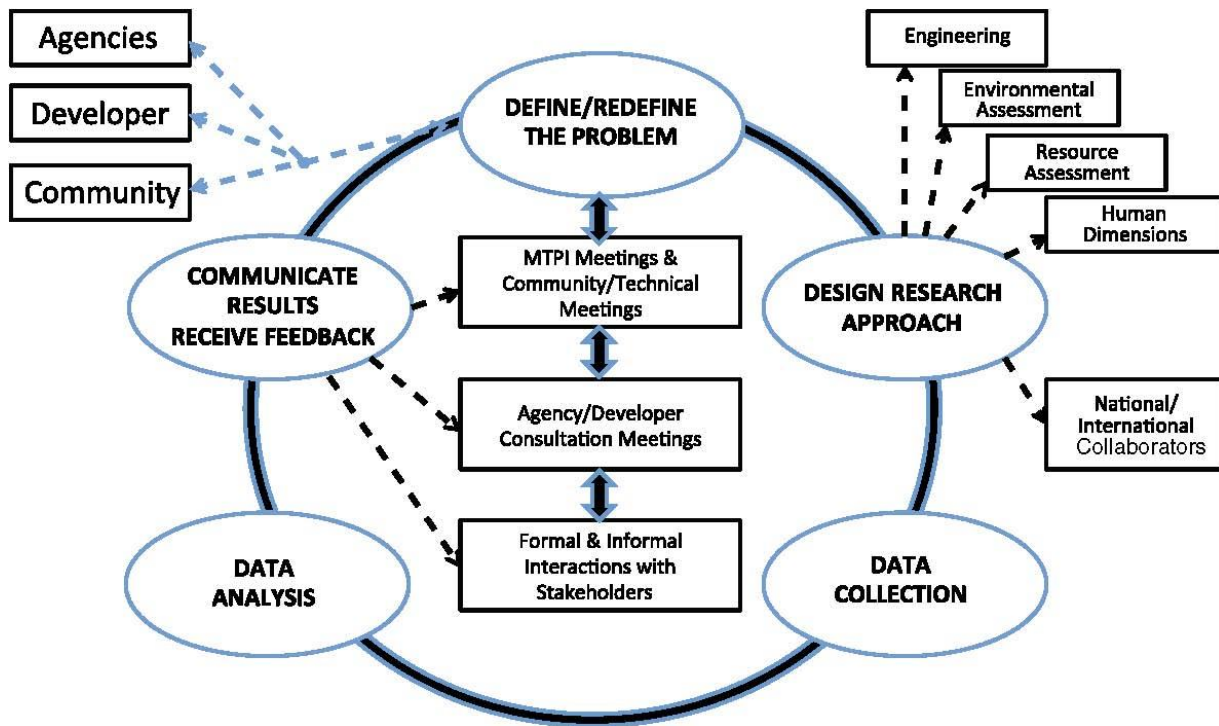 Agencies
Developer
Community
DEFINE/REDEFINE
THE PROBLEM
Engineering
Environmental
Assessment
Resource
Assessment
Human
Dimensions
COMMUNICATE
RESULTS
RECEIVE FEEDBACK
MTPI Meetings &
Community/Technical
Meetings
DESIGN RESEARCH
APPROACH
Agency/Developer
Consultation Meetings
National/
International
Collaborators
DATA
ANALYSIS
Formal & Informal
Interactions with
Stakeholders
DATA
COLLECTION